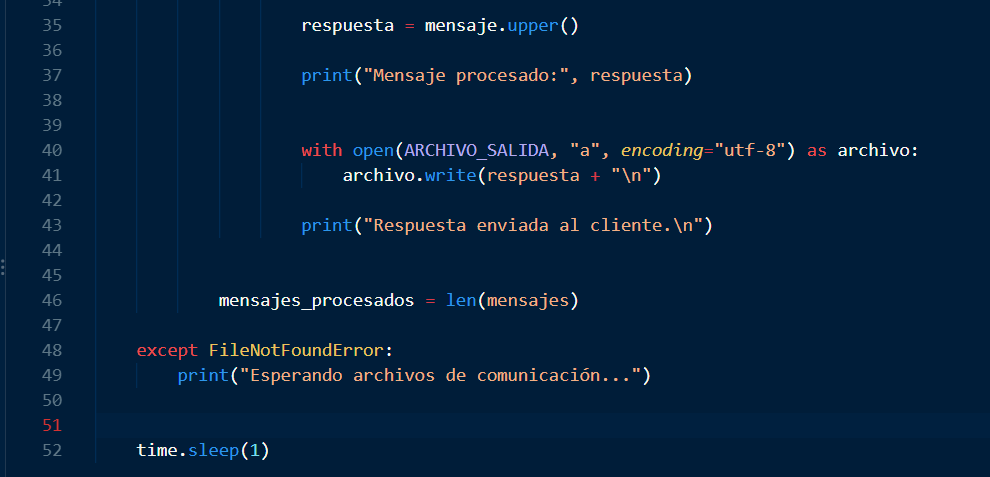 34
35 respuesta = mensaje.upper()
36
37 print("Mensaje procesado:", respuesta)
38
39
40 with open(ARCHIVO_SALIDA, "a", encoding="utf-8") as archivo:
41 archivo.write(respuesta + "\n")
42
43 print("Respuesta enviada al cliente.\n")
44
45
46 mensajes_procesados = len(mensajes)
47
48 except FileNotFoundError:
49 print("Esperando archivos de comunicación...")
50
51
52 time.sleep(1)